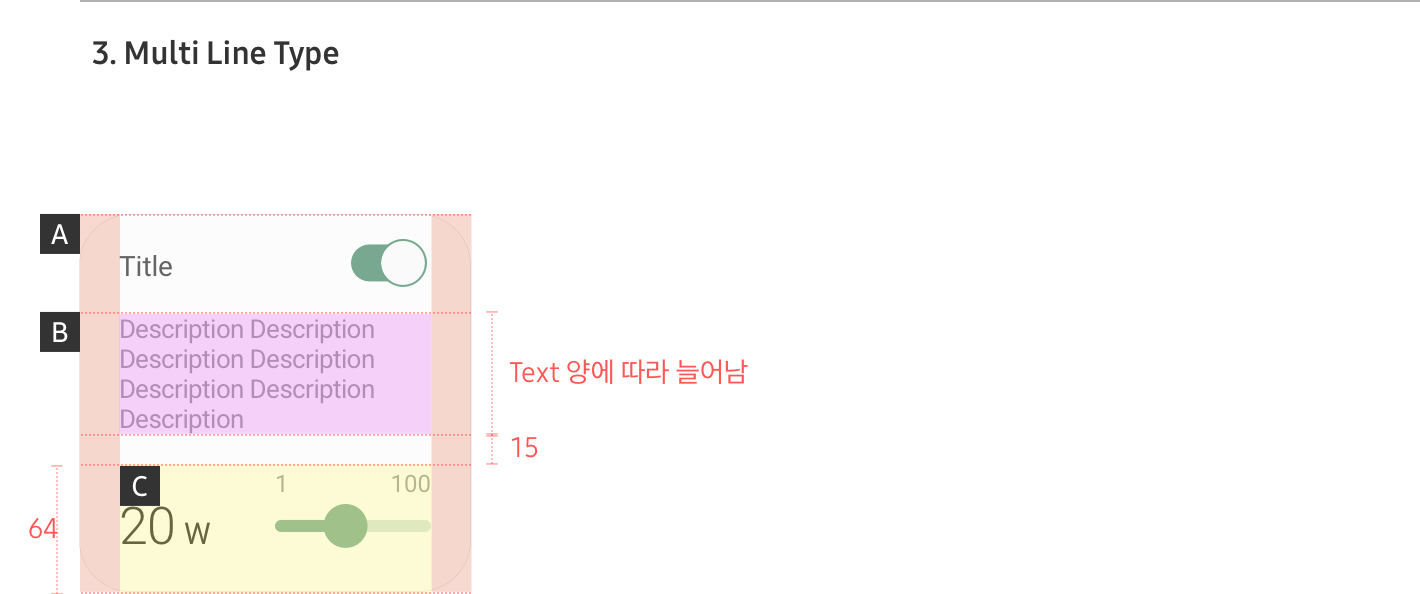 3. Multi Line Type
A
Title
B
Description Description
Description Description
Description Description
Description
Text 양에 따라 늘어남
15
C
1 100
64
20 w